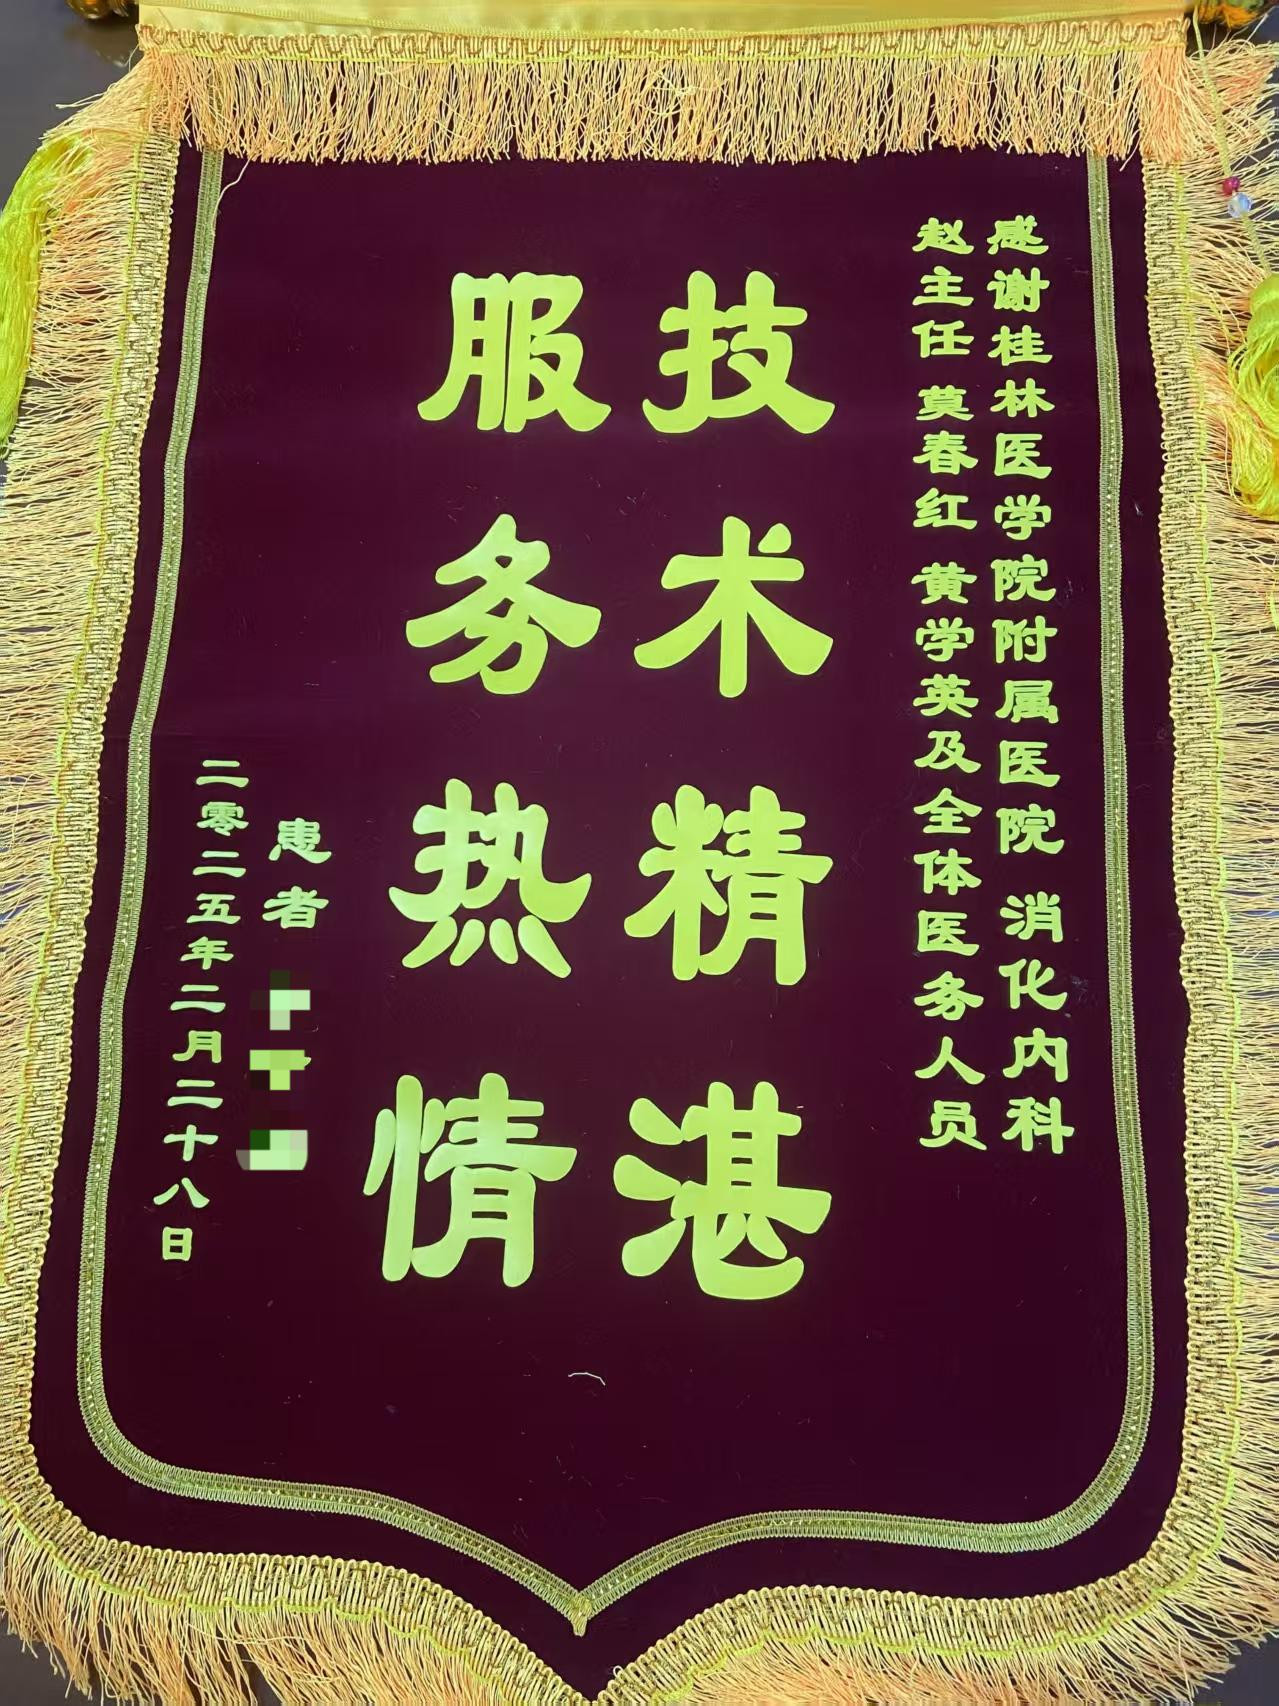 感谢桂林医学院附属医院 消化内科
赵主任 莫春红 黄学英及全体医务人员
技术精湛
服务热情
患者
二零二五年二月二十八日